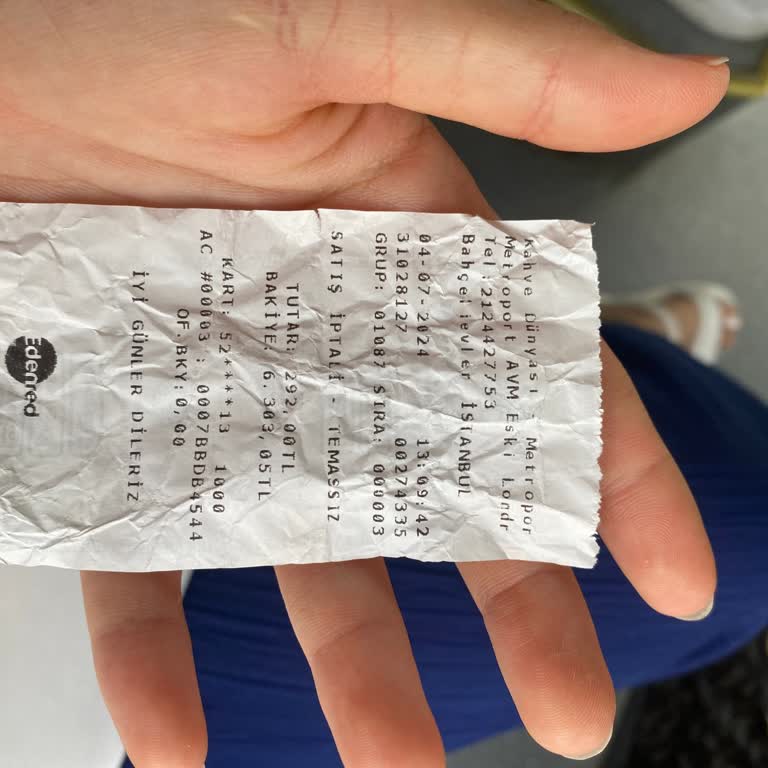 Kahve Dünyası - Metropor
Metroport AVM Eski Londr
Tel:2124427753
Bahçelievler İSTANBUL
04-07-2024 13:09:42
31028127 00274335
GRUP: 01087 SIRA: 000003
SATIŞ İPTALİ - TEMASSIZ
TUTAR: 292,00TL
BAKİYE: 6.303,05TL
KART: 52****13 1000
AC #00003 : 0007BBDB4544
OF.BKY:0,00
İYİ GÜNLER DİLERİZ
Edenred